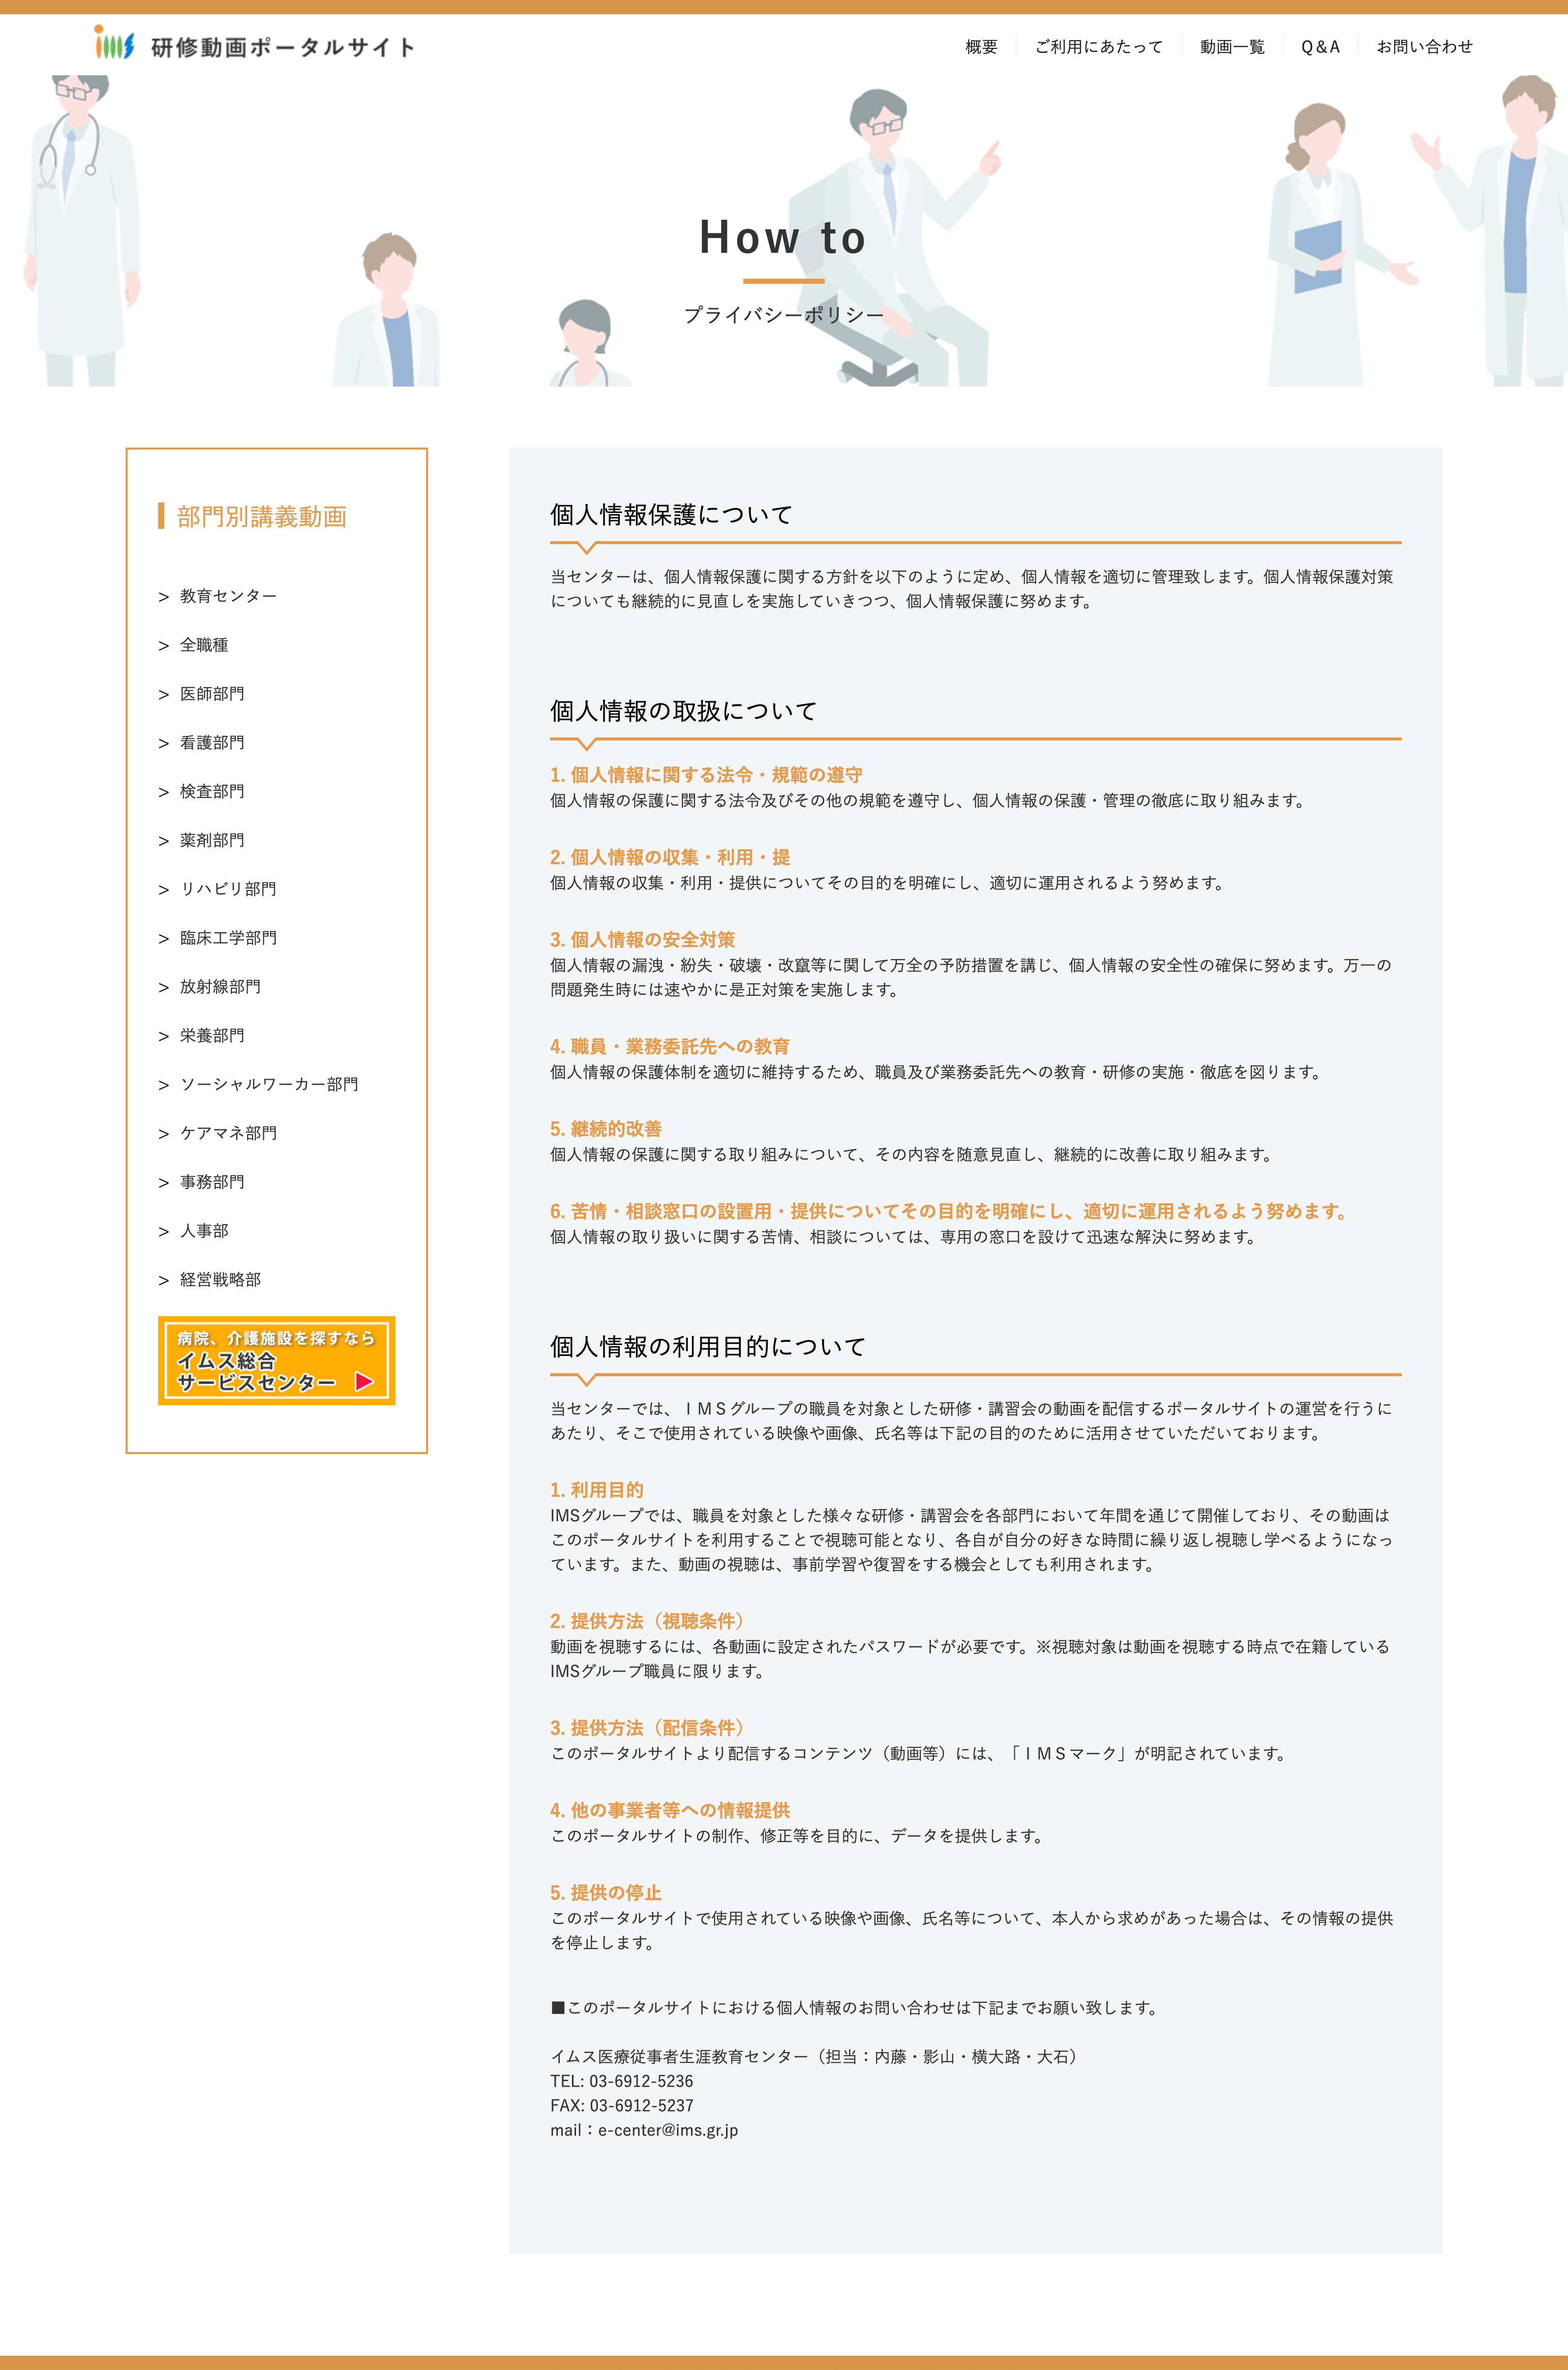 ims 研修動画ポータルサイト
概要 ご利用にあたって 動画一覧 Q&A お問い合わせ
How to
プライバシーポリシー
部門別講義動画
> 教育センター
> 全職種
> 医師部門
> 看護部門
> 検査部門
> 薬剤部門
> リハビリ部門
> 臨床工学部門
> 放射線部門
> 栄養部門
> ソーシャルワーカー部門
> ケアマネ部門
> 事務部門
> 人事部
> 経営戦略部
病院、介護施設を探すなら
イムス総合
サービスセンター
個人情報保護について
当センターは、個人情報保護に関する方針を以下のように定め、個人情報を適切に管理致します。個人情報保護対策
についても継続的に見直しを実施していきつつ、個人情報保護に努めます。
個人情報の取扱について
1. 個人情報に関する法令・規範の遵守
個人情報の保護に関する法令及びその他の規範を遵守し、個人情報の保護・管理の徹底に取り組みます。
2. 個人情報の収集・利用・提
個人情報の収集・利用・提供についてその目的を明確にし、適切に運用されるよう努めます。
3. 個人情報の安全対策
個人情報の漏洩・紛失・破壊・改竄等に関して万全の予防措置を講じ、個人情報の安全性の確保に努めます。万一の
問題発生時には速やかに是正対策を実施します。
4. 職員・業務委託先への教育
個人情報の保護体制を適切に維持するため、職員及び業務委託先への教育・研修の実施・徹底を図ります。
5. 継続的改善
個人情報の保護に関する取り組みについて、その内容を随意見直し、継続的に改善に取り組みます。
6. 苦情・相談窓口の設置用・提供についてその目的を明確にし、適切に運用されるよう努めます。
個人情報の取り扱いに関する苦情、相談については、専用の窓口を設けて迅速な解決に努めます。
個人情報の利用目的について
当センターでは、ＩＭＳグループの職員を対象とした研修・講習会の動画を配信するポータルサイトの運営を行うに
あたり、そこで使用されている映像や画像、氏名等は下記の目的のために活用させていただいております。
1. 利用目的
IMSグループでは、職員を対象とした様々な研修・講習会を各部門において年間を通じて開催しており、その動画は
このポータルサイトを利用することで視聴可能となり、各自が自分の好きな時間に繰り返し視聴し学べるようになっ
ています。また、動画の視聴は、事前学習や復習をする機会としても利用されます。
2. 提供方法（視聴条件）
動画を視聴するには、各動画に設定されたパスワードが必要です。※視聴対象は動画を視聴する時点で在籍している
IMSグループ職員に限ります。
3. 提供方法（配信条件）
このポータルサイトより配信するコンテンツ（動画等）には、「ＩＭＳマーク」が明記されています。
4. 他の事業者等への情報提供
このポータルサイトの制作、修正等を目的に、データを提供します。
5. 提供の停止
このポータルサイトで使用されている映像や画像、氏名等について、本人から求めがあった場合は、その情報の提供
を停止します。
■このポータルサイトにおける個人情報のお問い合わせは下記までお願い致します。
イムス医療従事者生涯教育センター（担当：内藤・影山・横大路・大石）
TEL: 03-6912-5236
FAX: 03-6912-5237
mail：e-center@ims.gr.jp